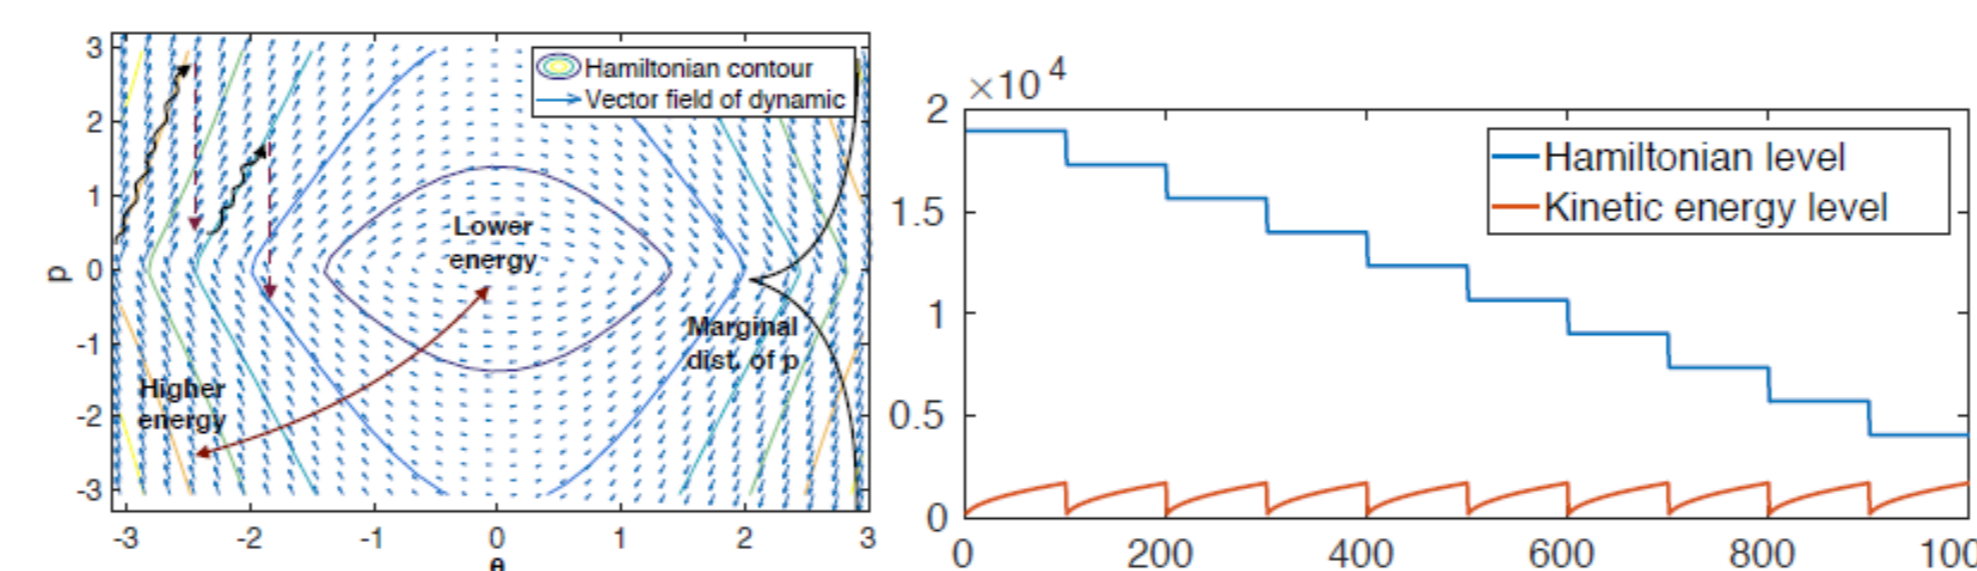 Hamiltonian contour
Vector field of dynamic
3
2
1
0
-1
-2
-3
p
Lower
energy
Marginal
dist. of p
Higher
energy
-3 -2 -1 0 1 2 3
θ
×10 4
2
1.5
1
0.5
0
Hamiltonian level
Kinetic energy level
0 200 400 600 800 100